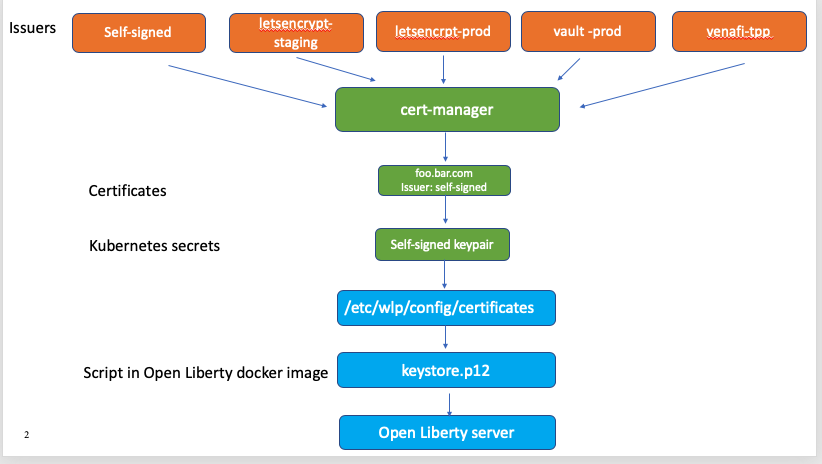 Issuers
Self-signed
letsencrypt-
staging
letsencrpt-prod
vault -prod
venafi-tpp
cert-manager
foo.bar.com
Issuer: self-signed
Certificates
Kubernetes secrets
Self-signed keypair
/etc/wlp/config/certificates
Script in Open Liberty docker image
keystore.p12
Open Liberty server
2